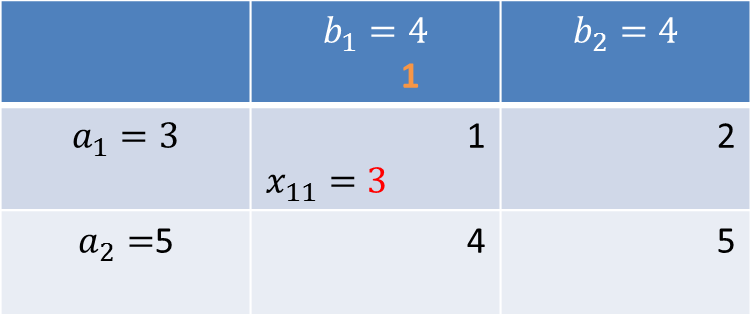 b₁ = 4 b₂ = 4
1
a₁ = 3 1 2
x₁₁ = 3
a₂ =5 4 5